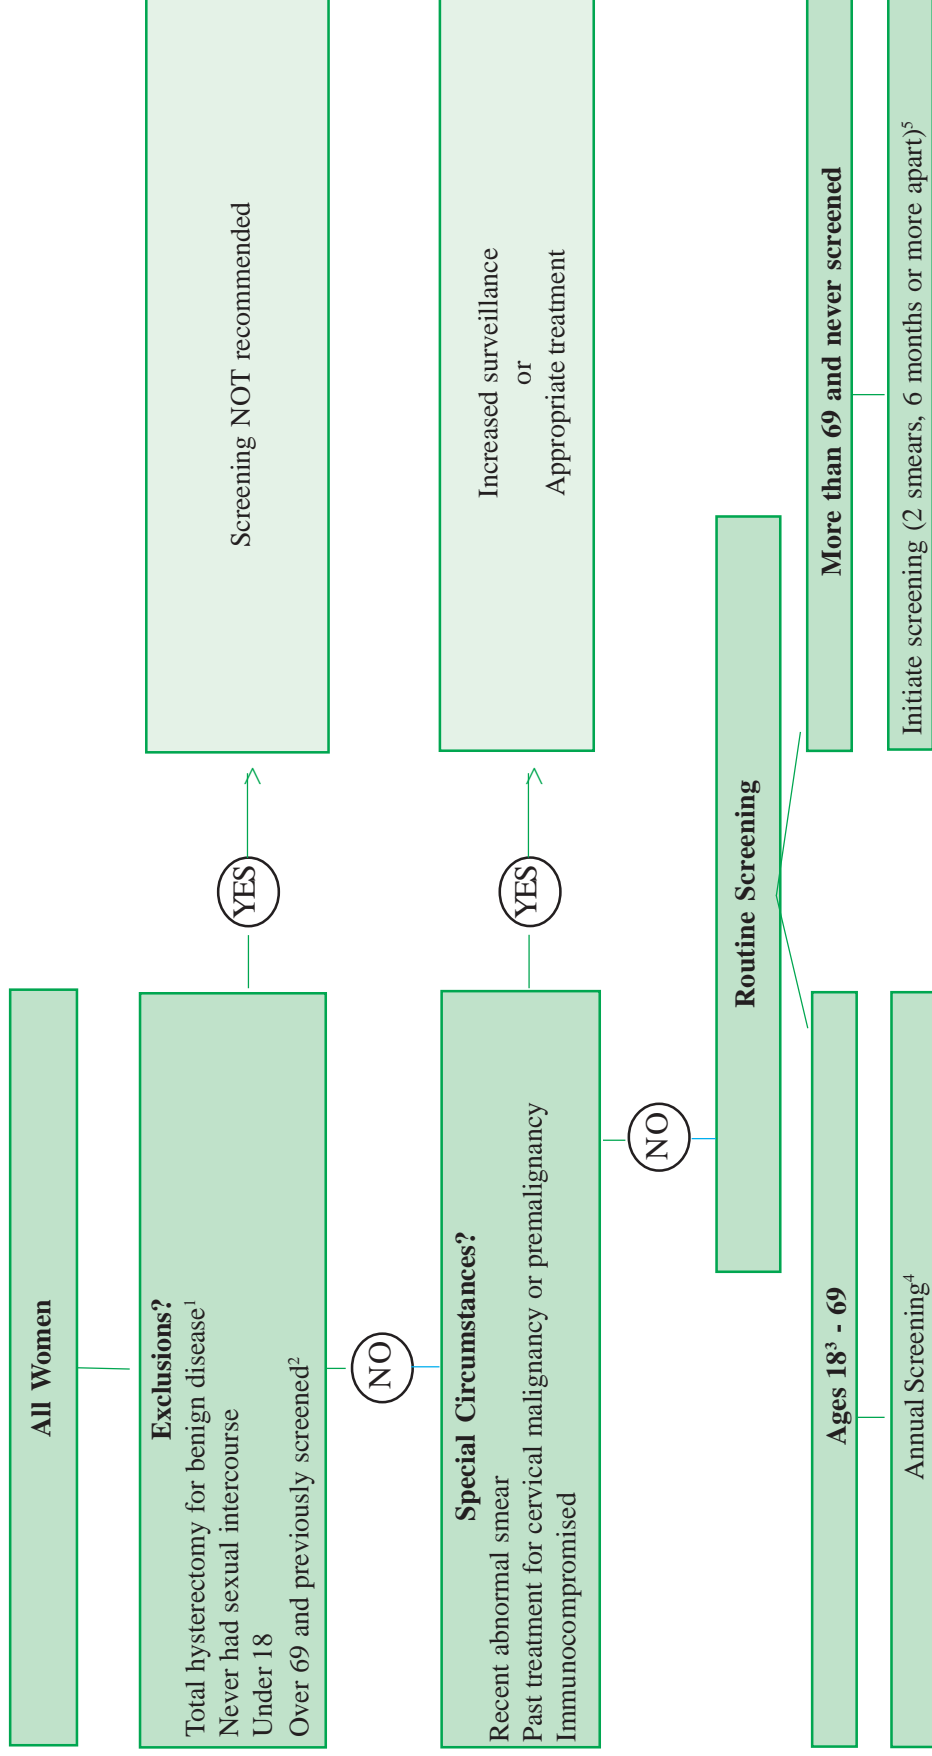 All Women
Exclusions?
Total hysterectomy for benign disease¹
Never had sexual intercourse
Under 18
Over 69 and previously screened²
YES
Screening NOT recommended
NO
Special Circumstances?
Recent abnormal smear
Past treatment for cervical malignancy or premalignancy
Immunocompromised
YES
Increased surveillance
or
Appropriate treatment
NO
Routine Screening
Ages 18³ - 69
Annual Screening⁴
More than 69 and never screened
Initiate screening (2 smears, 6 months or more apart)⁵